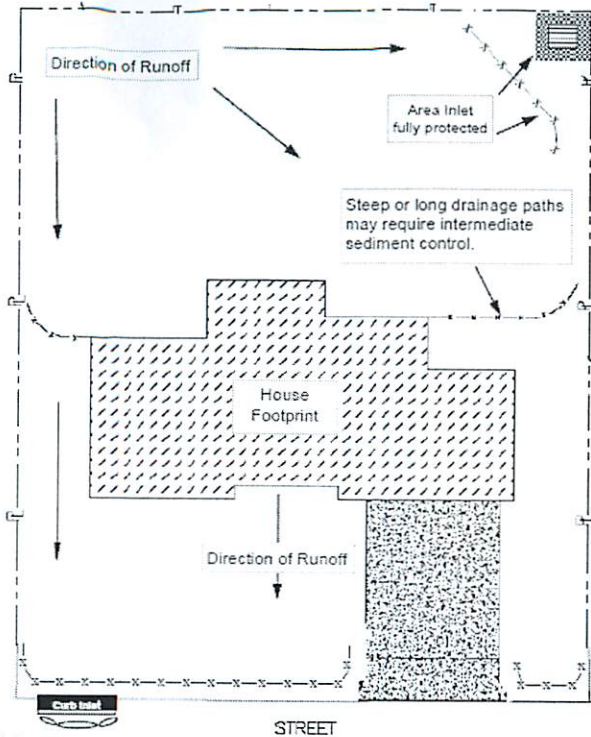 Direction of Runoff
Area Inlet
fully protected
Steep or long drainage paths
may require intermediate
sediment control.
House
Footprint
Direction of Runoff
Curb Inlet
STREET